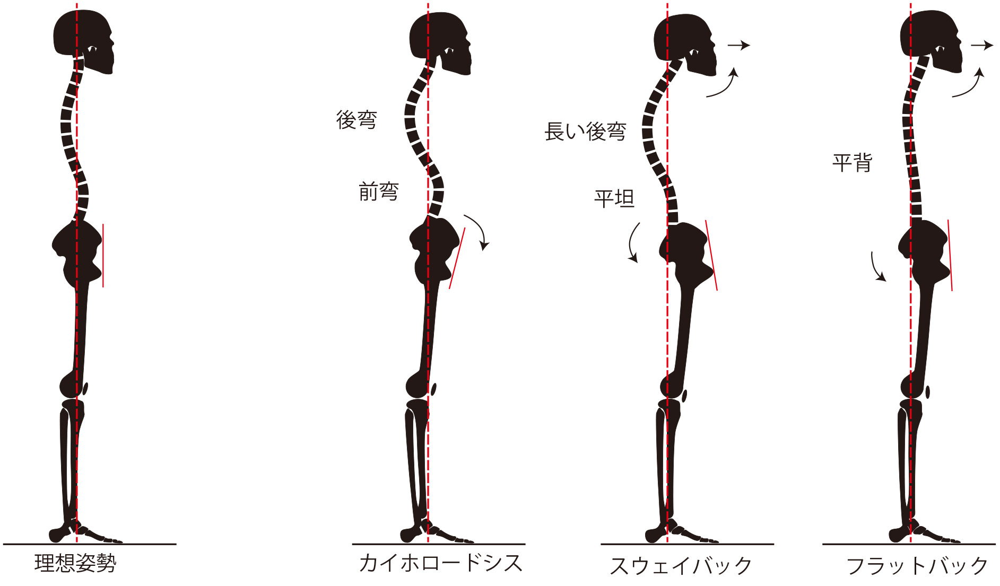 後弯
前弯
長い後弯
平坦
平背
理想姿勢
カイホロードシス
スウェイバック
フラットバック